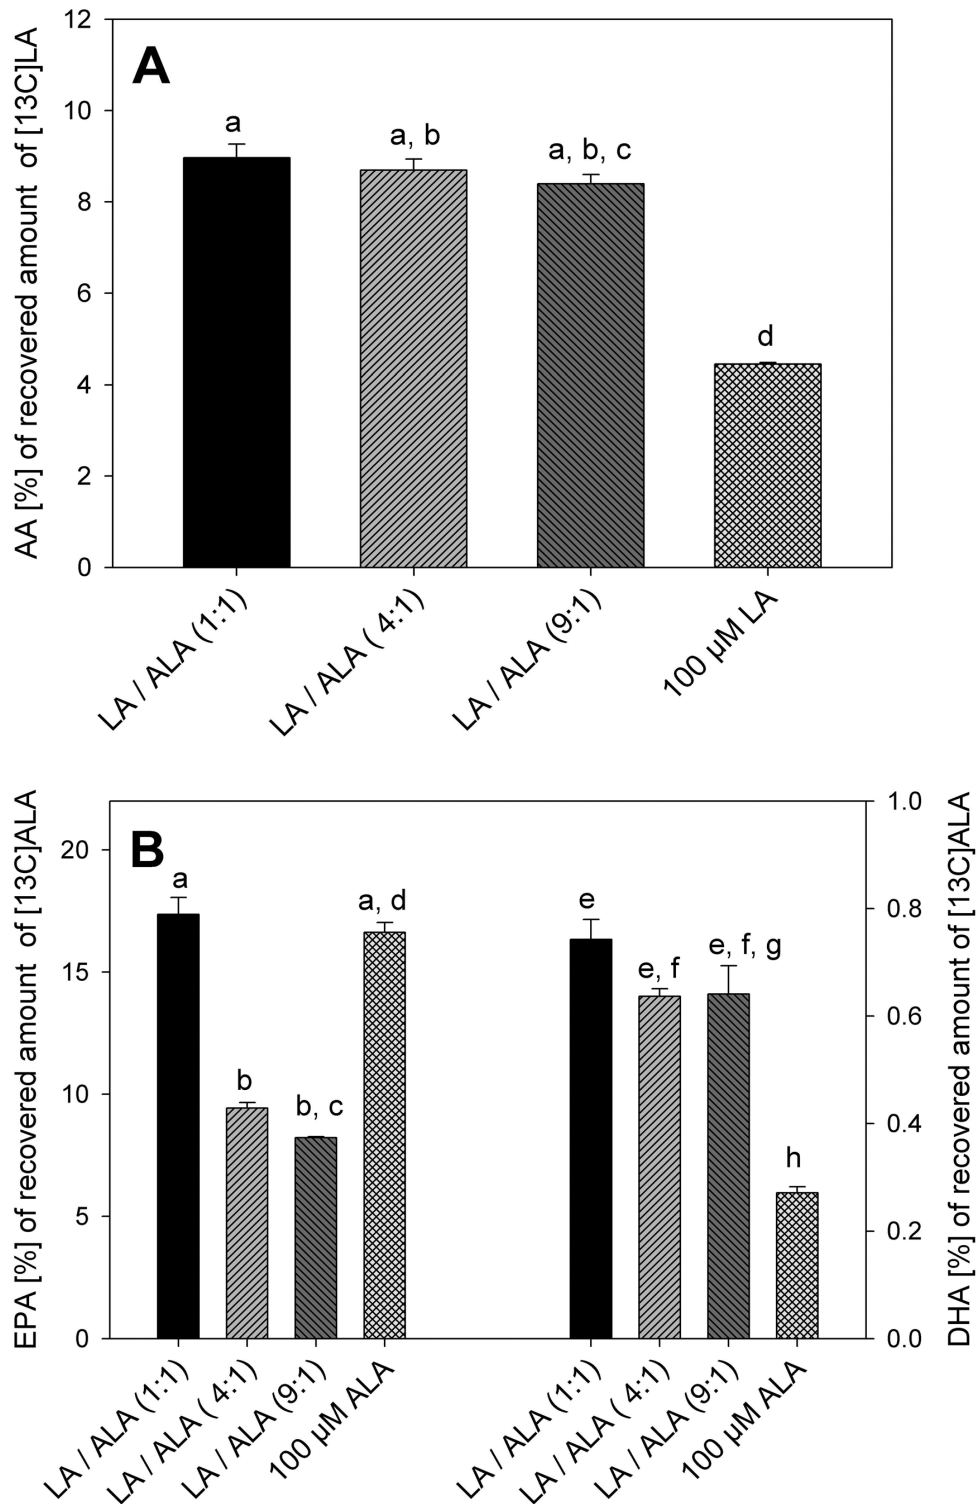 A
AA [%] of recovered amount  of [13C]LA
12
10
8
6
4
2
0
a
a, b
a, b, c
d
LA / ALA (1:1)
LA / ALA ( 4:1)
LA / ALA (9:1)
100 µM LA
B
EPA [%] of recovered amount  of [13C]ALA
20
15
10
5
0
a
b
b, c
a, d
e
e, f
e, f, g
h
1.0
0.8
0.6
0.4
0.2
0.0
DHA [%] of recovered amount of [13C]ALA
LA / ALA (1:1)
LA / ALA ( 4:1)
LA / ALA (9:1)
100 µM ALA
LA / ALA (1:1)
LA / ALA ( 4:1)
LA / ALA (9:1)
100 µM ALA